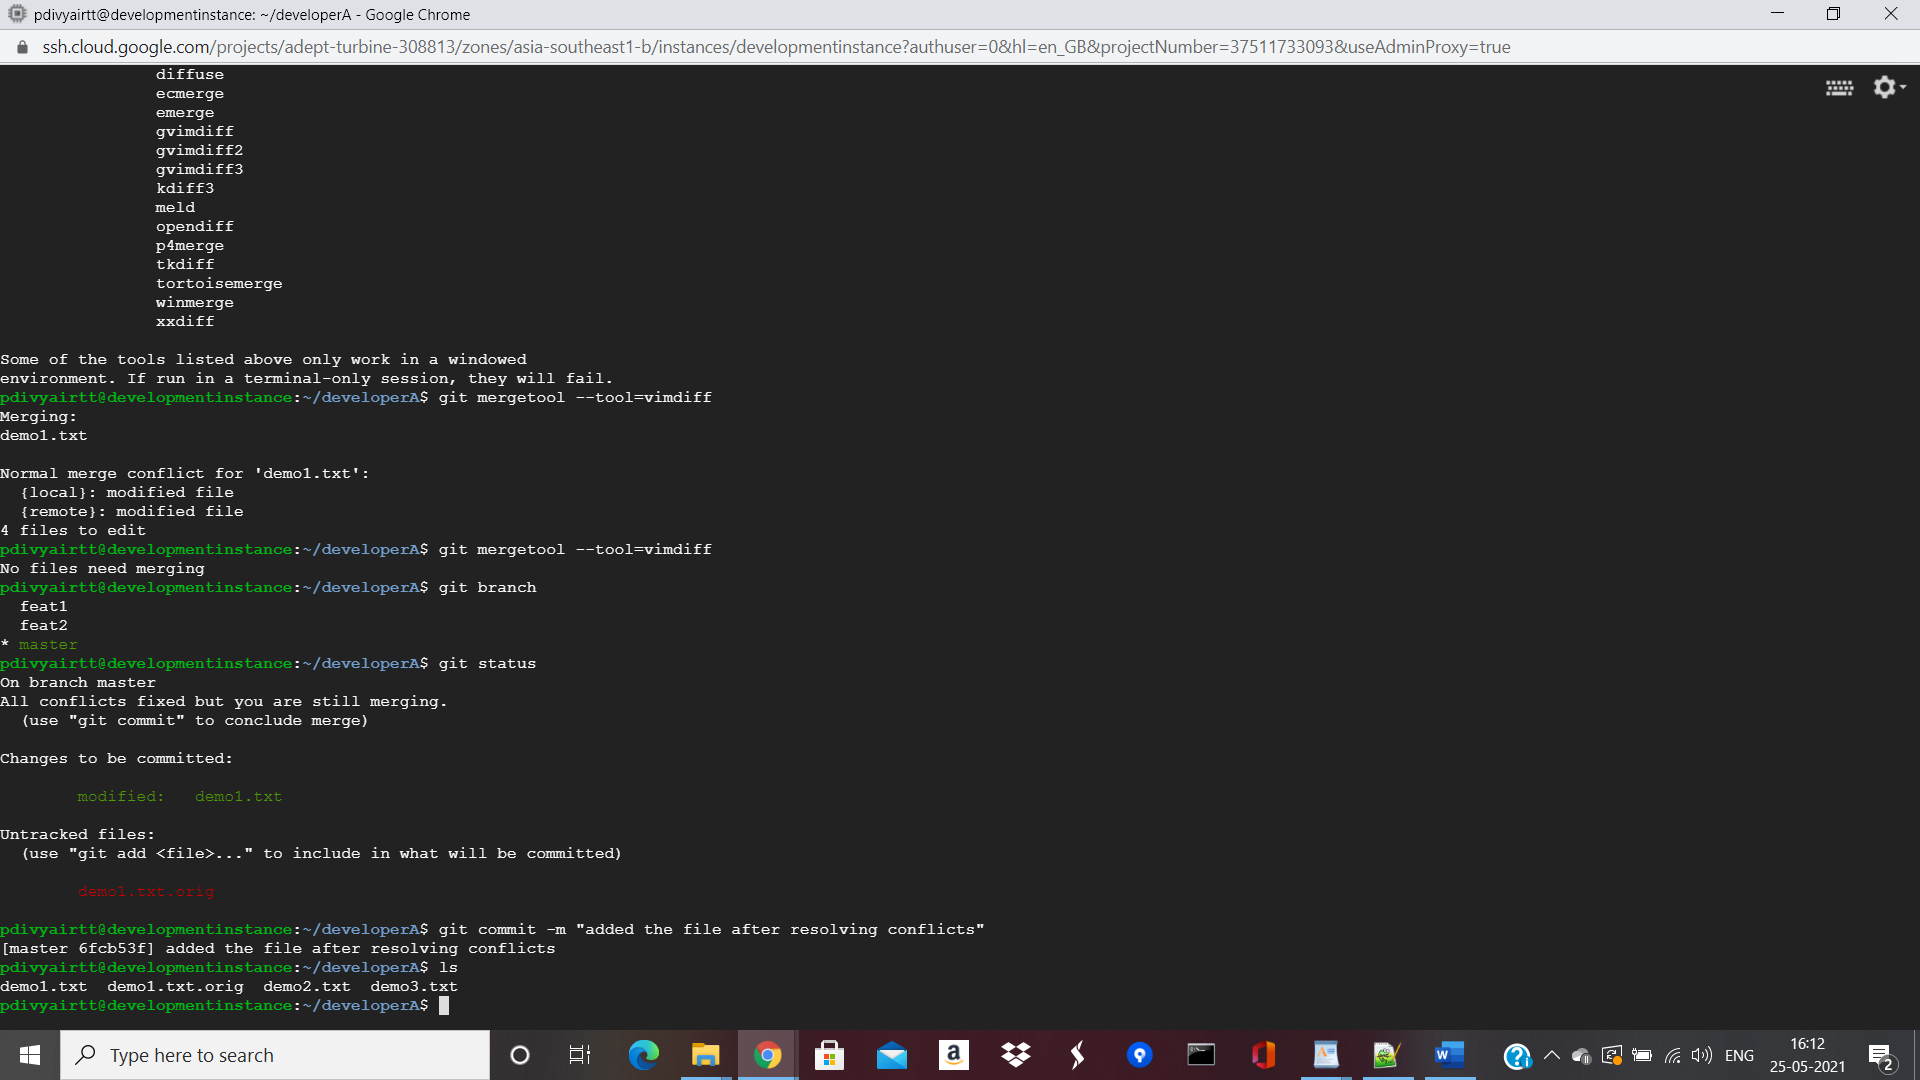 pdivyairtt@developmentinstance: ~/developerA - Google Chrome
ssh.cloud.google.com/projects/adept-turbine-308813/zones/asia-southeast1-b/instances/developmentinstance?authuser=0&hl=en_GB&projectNumber=37511733093&useAdminProxy=true
diffuse
ecmerge
emerge
gvimdiff
gvimdiff2
gvimdiff3
kdiff3
meld
opendiff
p4merge
tkdiff
tortoisemerge
winmerge
xxdiff
Some of the tools listed above only work in a windowed
environment. If run in a terminal-only session, they will fail.
pdivyairtt@developmentinstance:~/developerA$ git mergetool --tool=vimdiff
Merging:
demo1.txt
Normal merge conflict for 'demo1.txt':
  {local}: modified file
  {remote}: modified file
4 files to edit
pdivyairtt@developmentinstance:~/developerA$ git mergetool --tool=vimdiff
No files need merging
pdivyairtt@developmentinstance:~/developerA$ git branch
  feat1
  feat2
* master
pdivyairtt@developmentinstance:~/developerA$ git status
On branch master
All conflicts fixed but you are still merging.
  (use "git commit" to conclude merge)
Changes to be committed:
        modified:   demo1.txt
Untracked files:
  (use "git add <file>..." to include in what will be committed)
        demo1.txt.orig
pdivyairtt@developmentinstance:~/developerA$ git commit -m "added the file after resolving conflicts"
[master 6fcb53f] added the file after resolving conflicts
pdivyairtt@developmentinstance:~/developerA$ ls
demo1.txt  demo1.txt.orig  demo2.txt  demo3.txt
pdivyairtt@developmentinstance:~/developerA$
Type here to search
ENG
16:12
25-05-2021
2